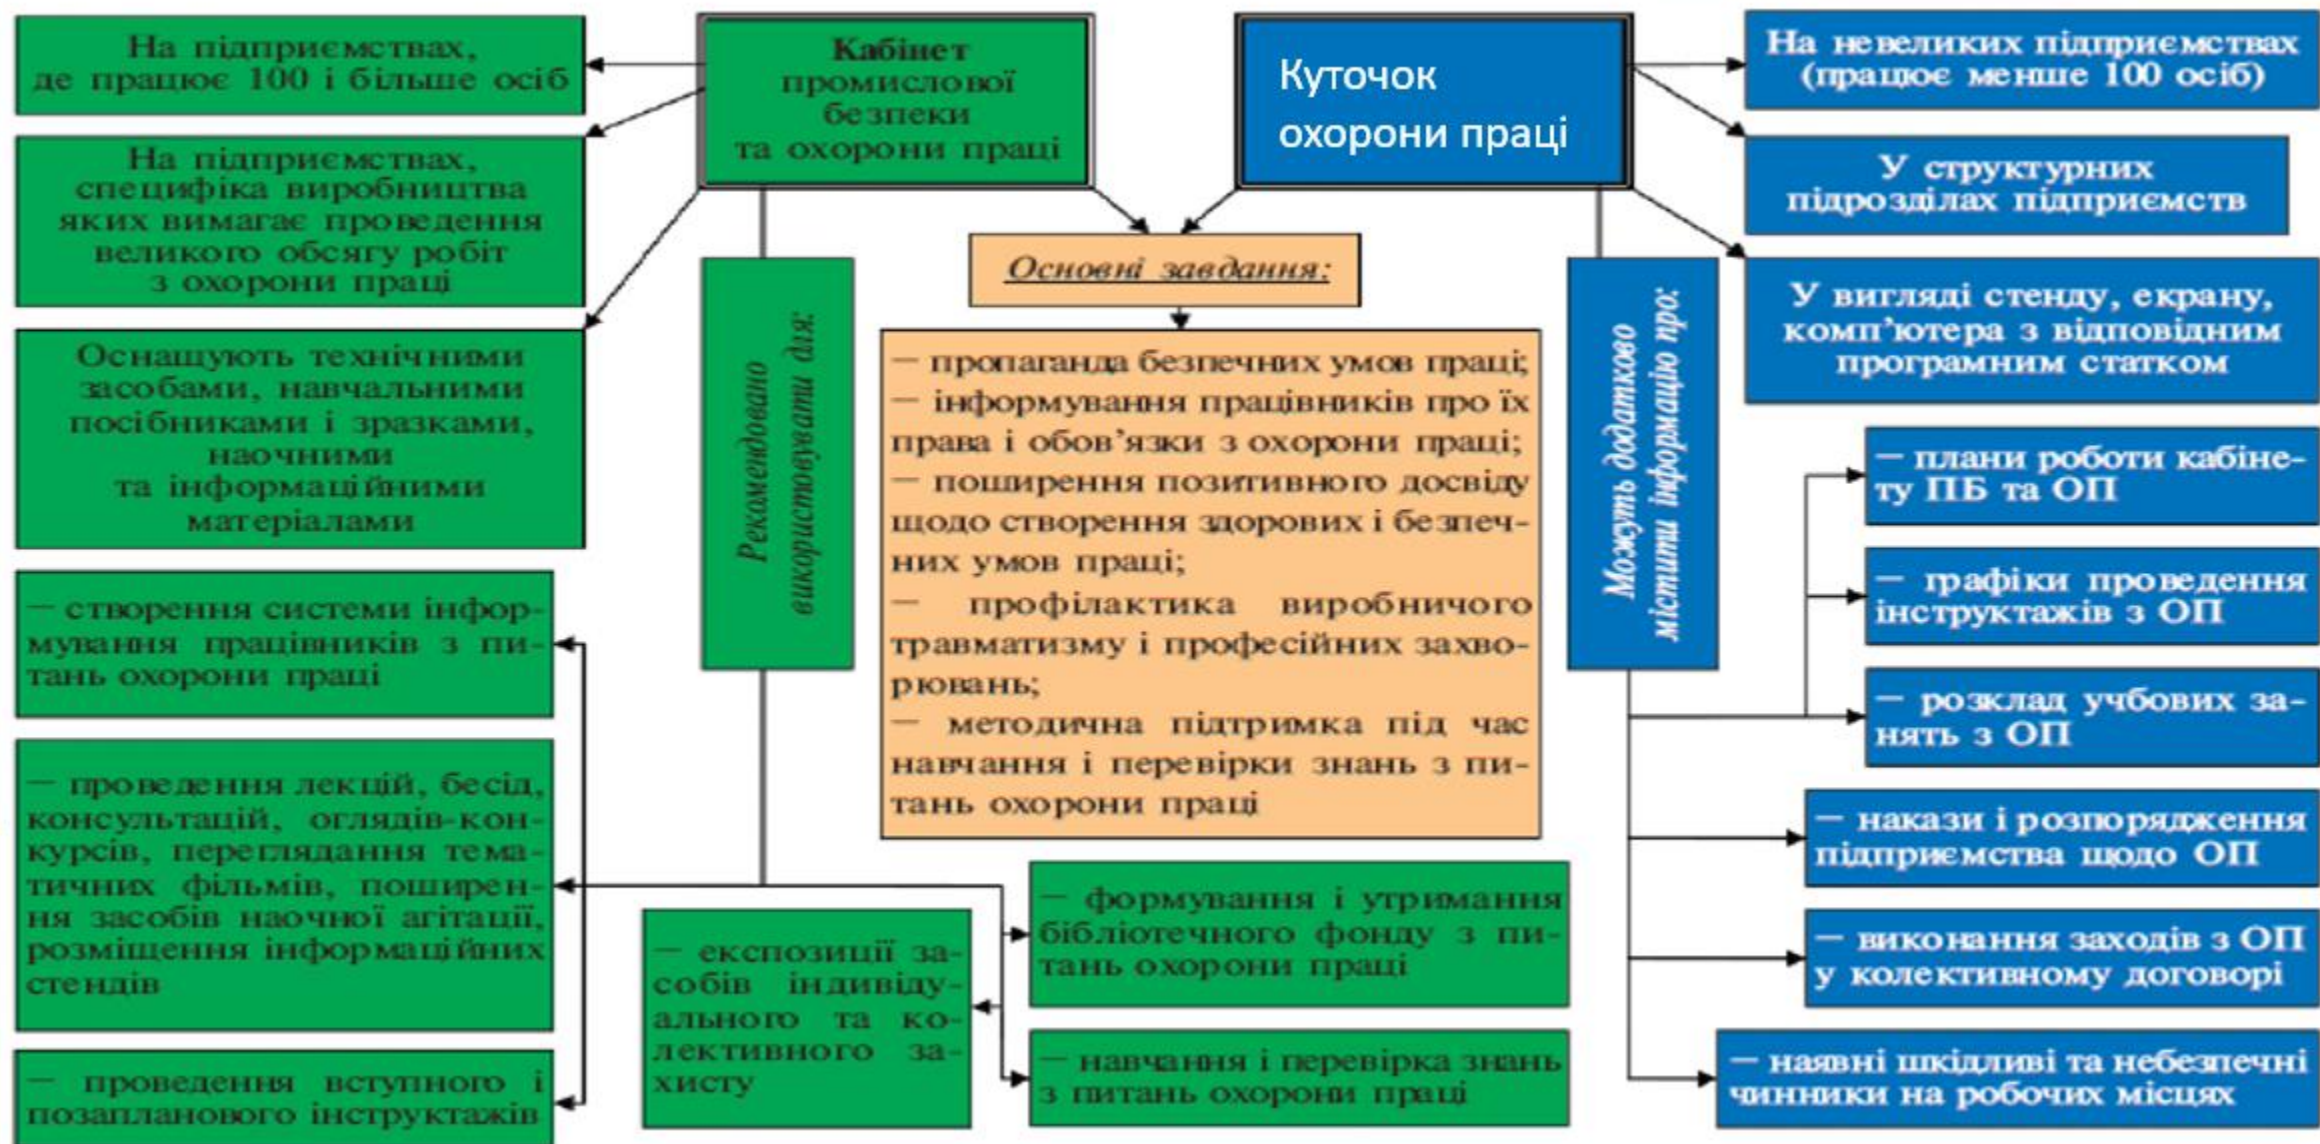 На підприємствах,
де працює 100 і більше осіб
На підприємствах,
специфіка виробництва
яких вимагає проведення
великого обсягу робіт
з охорони праці
Оснащують технічними
засобами, навчальними
посібниками і зразками,
наочними
та інформаційними
матеріалами
Кабінет
промислової
безпеки
та охорони праці
Куточок
охорони праці
На невеликих підприємствах
(працює менше 100 осіб)
У структурних
підрозділах підприємств
У вигляді стенду, екрану,
комп’ютера з відповідним
програмним статком
Основні завдання:
— пропаганда безпечних умов праці;
— інформування працівників про їх
права і обов’язки з охорони праці;
— поширення позитивного досвіду
щодо створення здорових і безпеч-
них умов праці;
— профілактика виробничого
травматизму і професійних захво-
рювань;
— методична підтримка під час
навчання і перевірки знань з пи-
тань охорони праці
Рекомендовано
використовувати для:
— створення системи інфор-
мування працівників з пи-
тань охорони праці
— проведення лекцій, бесід,
консультацій, оглядів-кон-
курсів, переглядання тема-
тичних фільмів, поширен-
ня засобів наочної агітації,
розміщення інформаційних
стендів
— проведення вступного і
позапланового інструктажів
— експозиції за-
собів індивіду-
ального та ко-
лективного за-
хисту
— формування і утримання
бібліотечного фонду з пи-
тань охорони праці
— навчання і перевірка знань
з питань охорони праці
Можуть додатково
містити інформацію про:
— плани роботи кабіне-
ту ПБ та ОП
— графіки проведення
інструктажів з ОП
— розклад учбових за-
нять з ОП
— накази і розпорядження
підприємства щодо ОП
— виконання заходів з ОП
у колективному договорі
— наявні шкідливі та небезпечні
чинники на робочих місцях